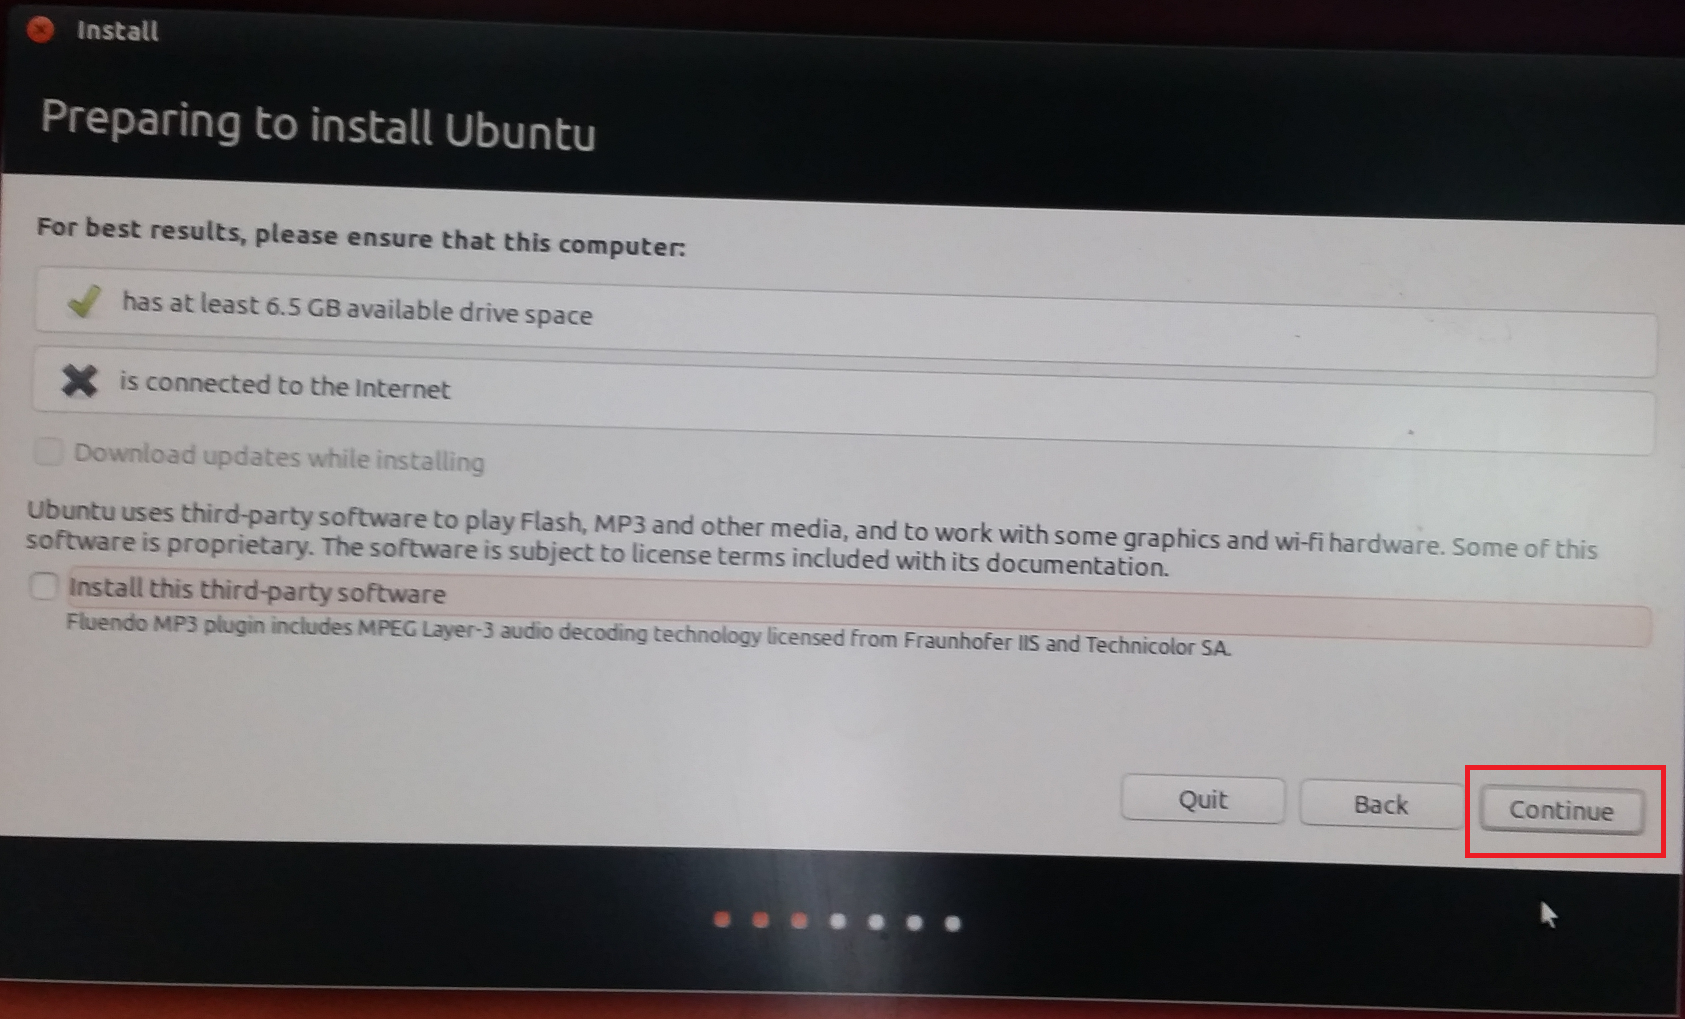 Install
Preparing to install Ubuntu
For best results, please ensure that this computer:
has at least 6.5 GB available drive space
is connected to the Internet
Download updates while installing
Ubuntu uses third-party software to play Flash, MP3 and other media, and to work with some graphics and wi-fi hardware. Some of this
software is proprietary. The software is subject to license terms included with its documentation.
Install this third-party software
Fluendo MP3 plugin includes MPEG Layer-3 audio decoding technology licensed from Fraunhofer IIS and Technicolor SA.
Quit
Back
Continue